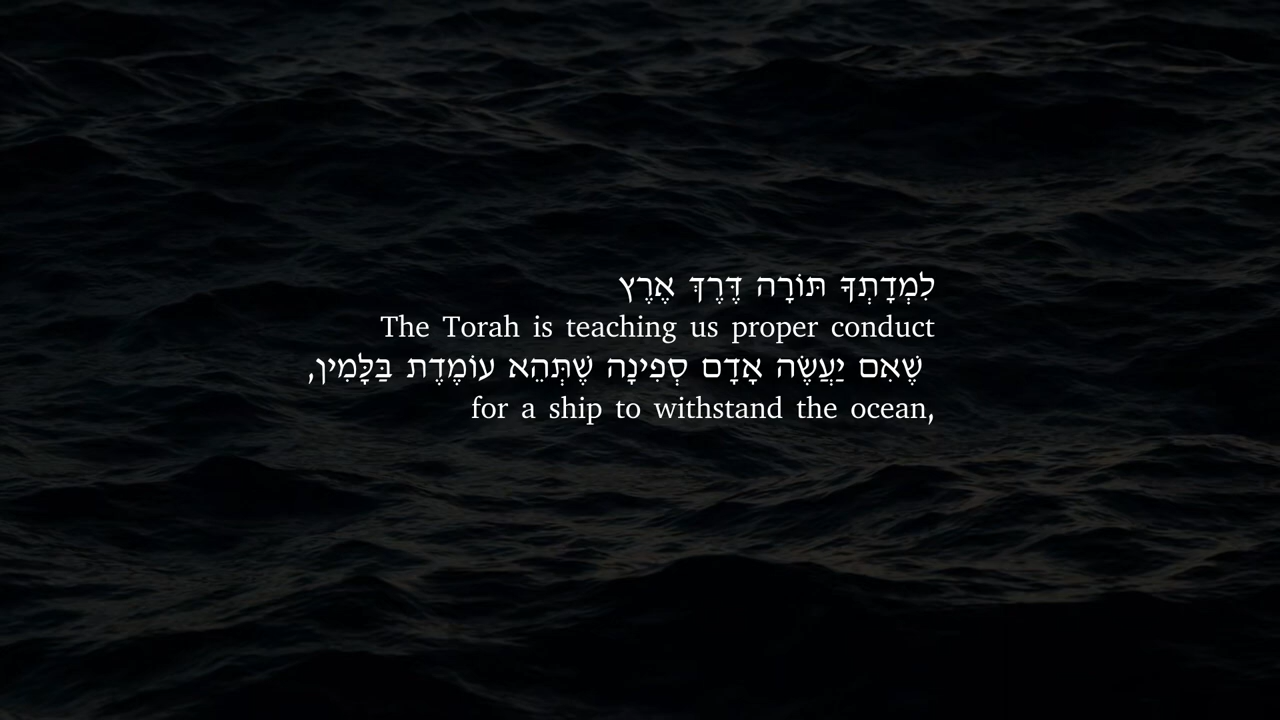 לִמְדָתְךָ תּוֹרָה דֶּרֶךְ אֶרֶץ
The Torah is teaching us proper conduct
שֶׁאִם יַעֲשֶׂה אָדָם סְפִינָה שֶׁתְּהֵא עוֹמֶדֶת בַּלָּמִין,
for a ship to withstand the ocean,